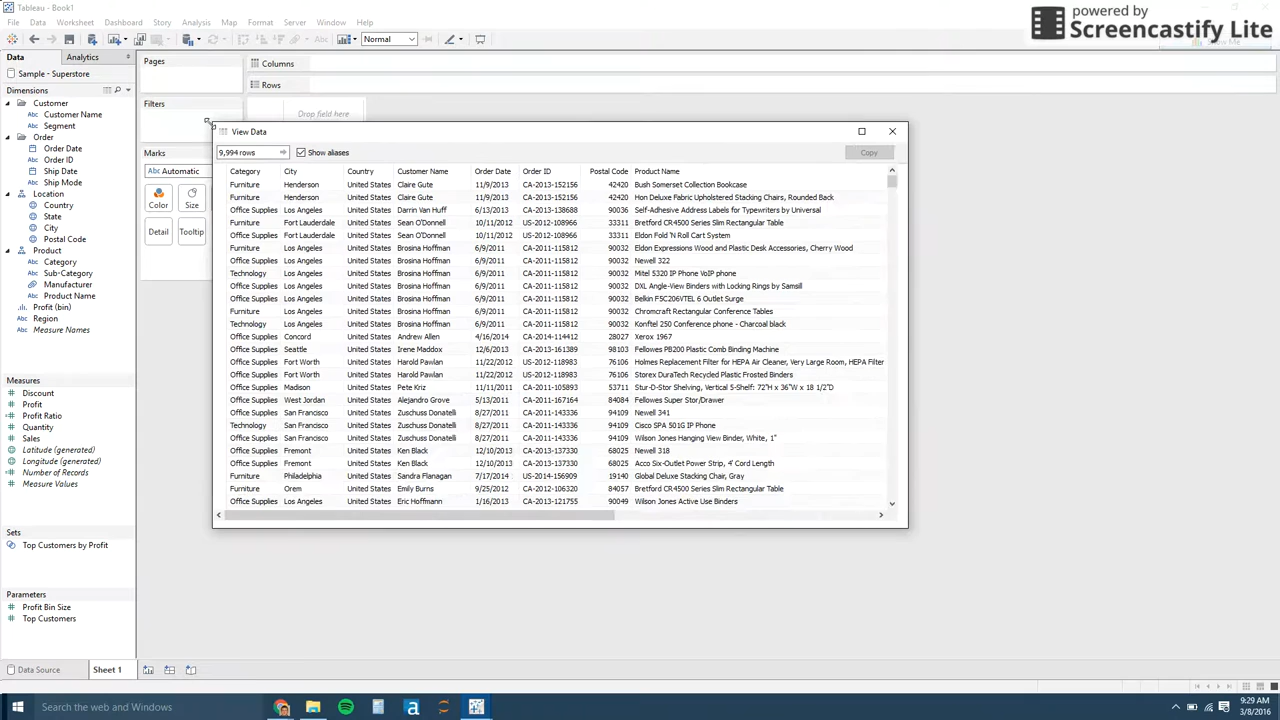 Tableau - Book1
powered by
Screencastify Lite
File Data Worksheet Dashboard Story Analysis Map Format Server Window Help
Normal
Show Me
Data Analytics
Sample - Superstore
Dimensions
Customer
Customer Name
Segment
Order
Order Date
Order ID
Ship Date
Ship Mode
Location
Country
State
City
Postal Code
Product
Category
Sub-Category
Manufacturer
Product Name
Profit (bin)
Region
Measure Names
Measures
Discount
Profit
Profit Ratio
Quantity
Sales
Latitude (generated)
Longitude (generated)
Number of Records
Measure Values
Sets
Top Customers by Profit
Parameters
Profit Bin Size
Top Customers
Pages
Filters
Marks
Abc Automatic
Color Size
Detail Tooltip
Columns
Rows
Drop field here
View Data
9,994 rows Show aliases Copy
Category City Country Customer Name Order Date Order ID Postal Code Product Name
Furniture Henderson United States Claire Gute 11/9/2013 CA-2013-152156 42420 Bush Somerset Collection Bookcase
Furniture Henderson United States Claire Gute 11/9/2013 CA-2013-152156 42420 Hon Deluxe Fabric Upholstered Stacking Chairs, Rounded Back
Office Supplies Los Angeles United States Darrin Van Huff 6/13/2013 CA-2013-138688 90036 Self-Adhesive Address Labels for Typewriters by Universal
Furniture Fort Lauderdale United States Sean O'Donnell 10/11/2012 US-2012-108966 33311 Bretford CR4500 Series Slim Rectangular Table
Office Supplies Fort Lauderdale United States Sean O'Donnell 10/11/2012 US-2012-108966 33311 Eldon Fold 'N Roll Cart System
Furniture Los Angeles United States Brosina Hoffman 6/9/2011 CA-2011-115812 90032 Eldon Expressions Wood and Plastic Desk Accessories, Cherry Wood
Office Supplies Los Angeles United States Brosina Hoffman 6/9/2011 CA-2011-115812 90032 Newell 322
Technology Los Angeles United States Brosina Hoffman 6/9/2011 CA-2011-115812 90032 Mitel 5320 IP Phone VoIP phone
Office Supplies Los Angeles United States Brosina Hoffman 6/9/2011 CA-2011-115812 90032 DXL Angle-View Binders with Locking Rings by Samsill
Office Supplies Los Angeles United States Brosina Hoffman 6/9/2011 CA-2011-115812 90032 Belkin F5C206VTEL 6 Outlet Surge
Furniture Los Angeles United States Brosina Hoffman 6/9/2011 CA-2011-115812 90032 Chromcraft Rectangular Conference Tables
Technology Los Angeles United States Brosina Hoffman 6/9/2011 CA-2011-115812 90032 Konftel 250 Conference phone - Charcoal black
Office Supplies Concord United States Andrew Allen 4/16/2014 CA-2014-114412 28027 Xerox 1967
Office Supplies Seattle United States Irene Maddox 12/6/2013 CA-2013-161389 98103 Fellowes PB200 Plastic Comb Binding Machine
Office Supplies Fort Worth United States Harold Pawlan 11/22/2012 US-2012-118983 76106 Holmes Replacement Filter for HEPA Air Cleaner, Very Large Room, HEPA Filter
Office Supplies Fort Worth United States Harold Pawlan 11/22/2012 US-2012-118983 76106 Storex DuraTech Recycled Plastic Frosted Binders
Office Supplies Madison United States Pete Kriz 11/11/2011 CA-2011-105893 53711 Stur-D-Stor Shelving, Vertical 5-Shelf: 72"H x 36"W x 18 1/2"D
Office Supplies West Jordan United States Alejandro Grove 5/13/2011 CA-2011-167164 84084 Fellowes Super Stor/Drawer
Office Supplies San Francisco United States Zuschuss Donatelli 8/27/2011 CA-2011-143336 94109 Newell 341
Technology San Francisco United States Zuschuss Donatelli 8/27/2011 CA-2011-143336 94109 Cisco SPA 501G IP Phone
Office Supplies San Francisco United States Zuschuss Donatelli 8/27/2011 CA-2011-143336 94109 Wilson Jones Hanging View Binder, White, 1"
Office Supplies Fremont United States Ken Black 12/10/2013 CA-2013-137330 68025 Newell 318
Office Supplies Fremont United States Ken Black 12/10/2013 CA-2013-137330 68025 Acco Six-Outlet Power Strip, 4' Cord Length
Furniture Philadelphia United States Sandra Flanagan 7/17/2014 US-2014-156909 19140 Global Deluxe Stacking Chair, Gray
Furniture Orem United States Emily Burns 9/25/2012 CA-2012-106320 84057 Bretford CR4500 Series Slim Rectangular Table
Office Supplies Los Angeles United States Eric Hoffmann 1/16/2013 CA-2013-121755 90049 Wilson Jones Active Use Binders
Data Source Sheet 1
Search the web and Windows
9:29 AM
3/8/2016